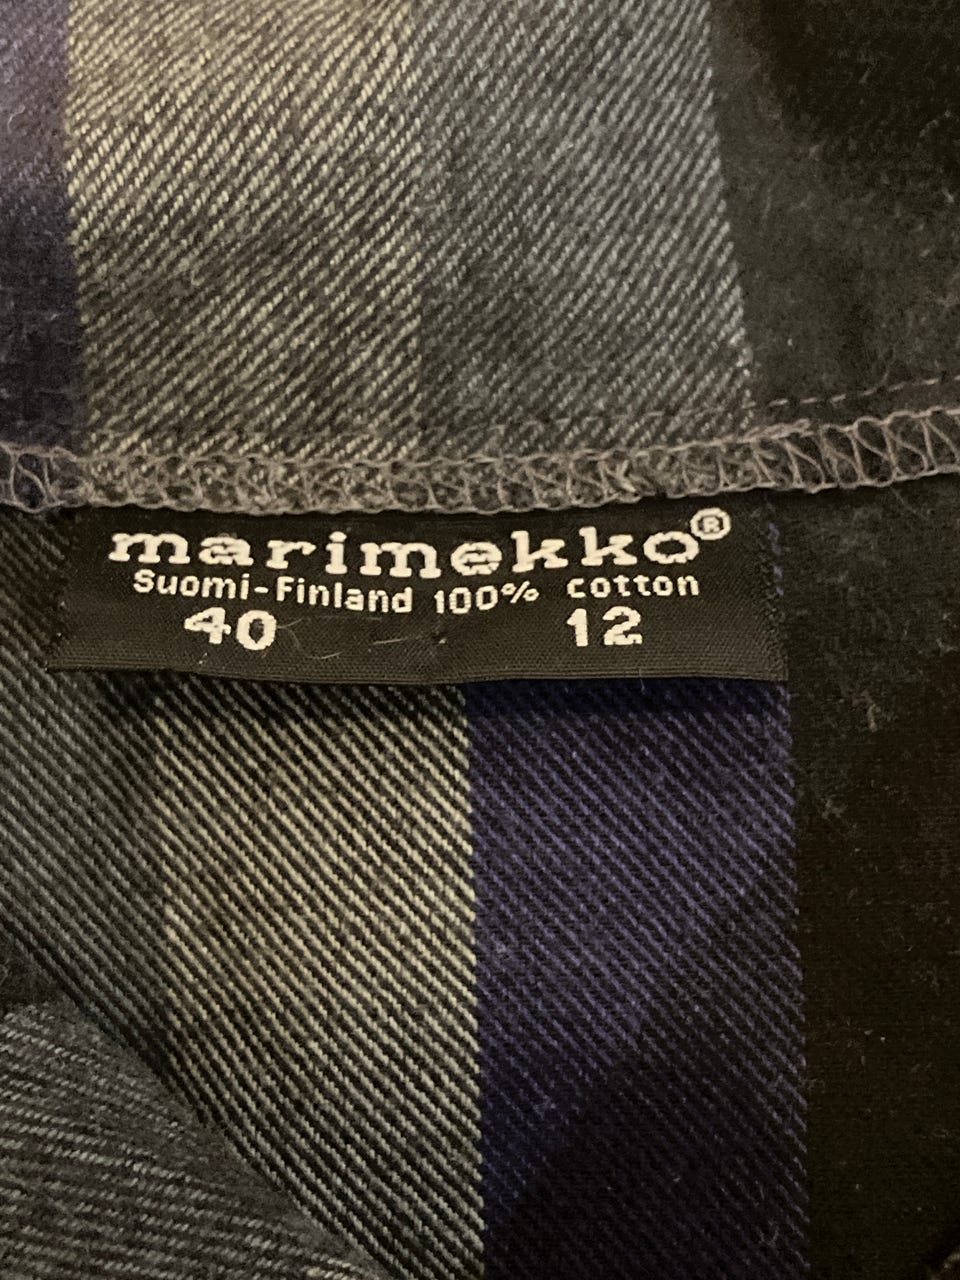 marimekko®
Suomi-Finland 100% cotton
40 12